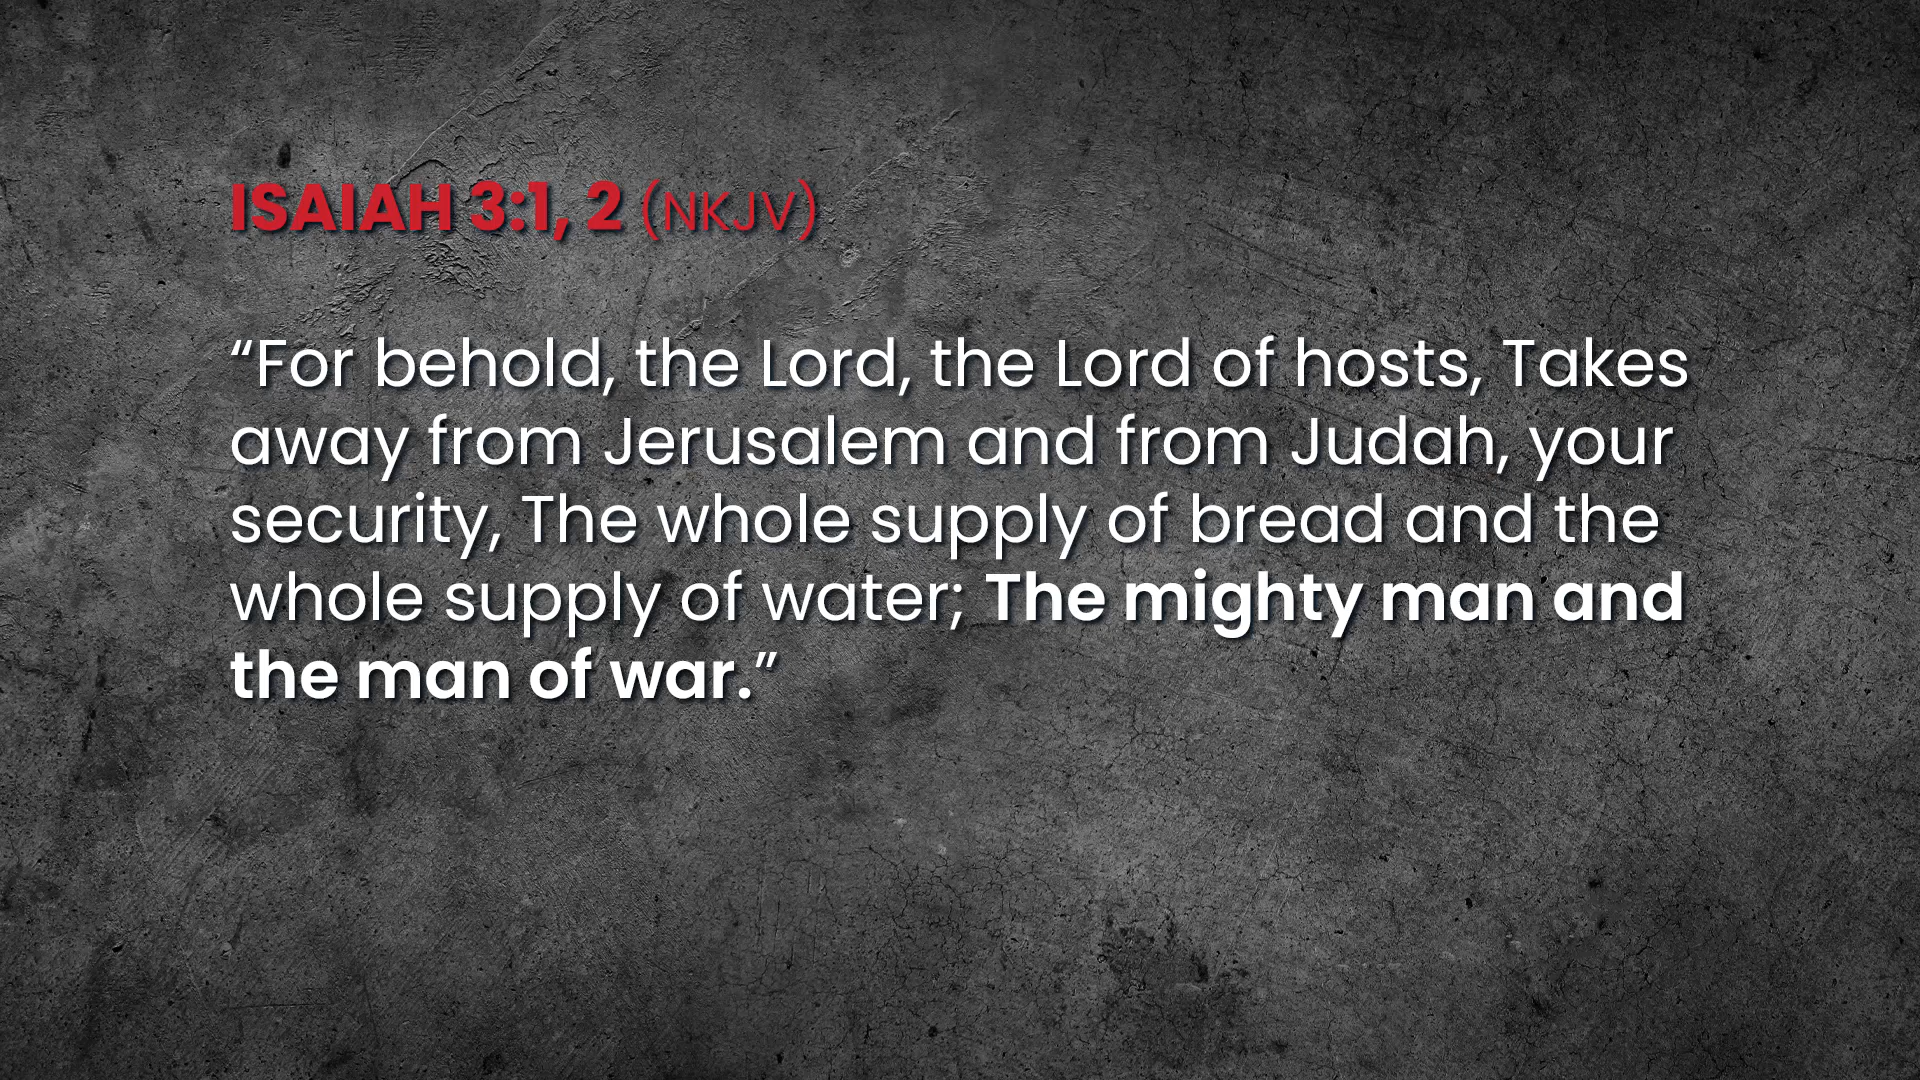 ISAIAH 3:1, 2 (NKJV)
“For behold, the Lord, the Lord of hosts, Takes
away from Jerusalem and from Judah, your
security, The whole supply of bread and the
whole supply of water; The mighty man and
the man of war.”